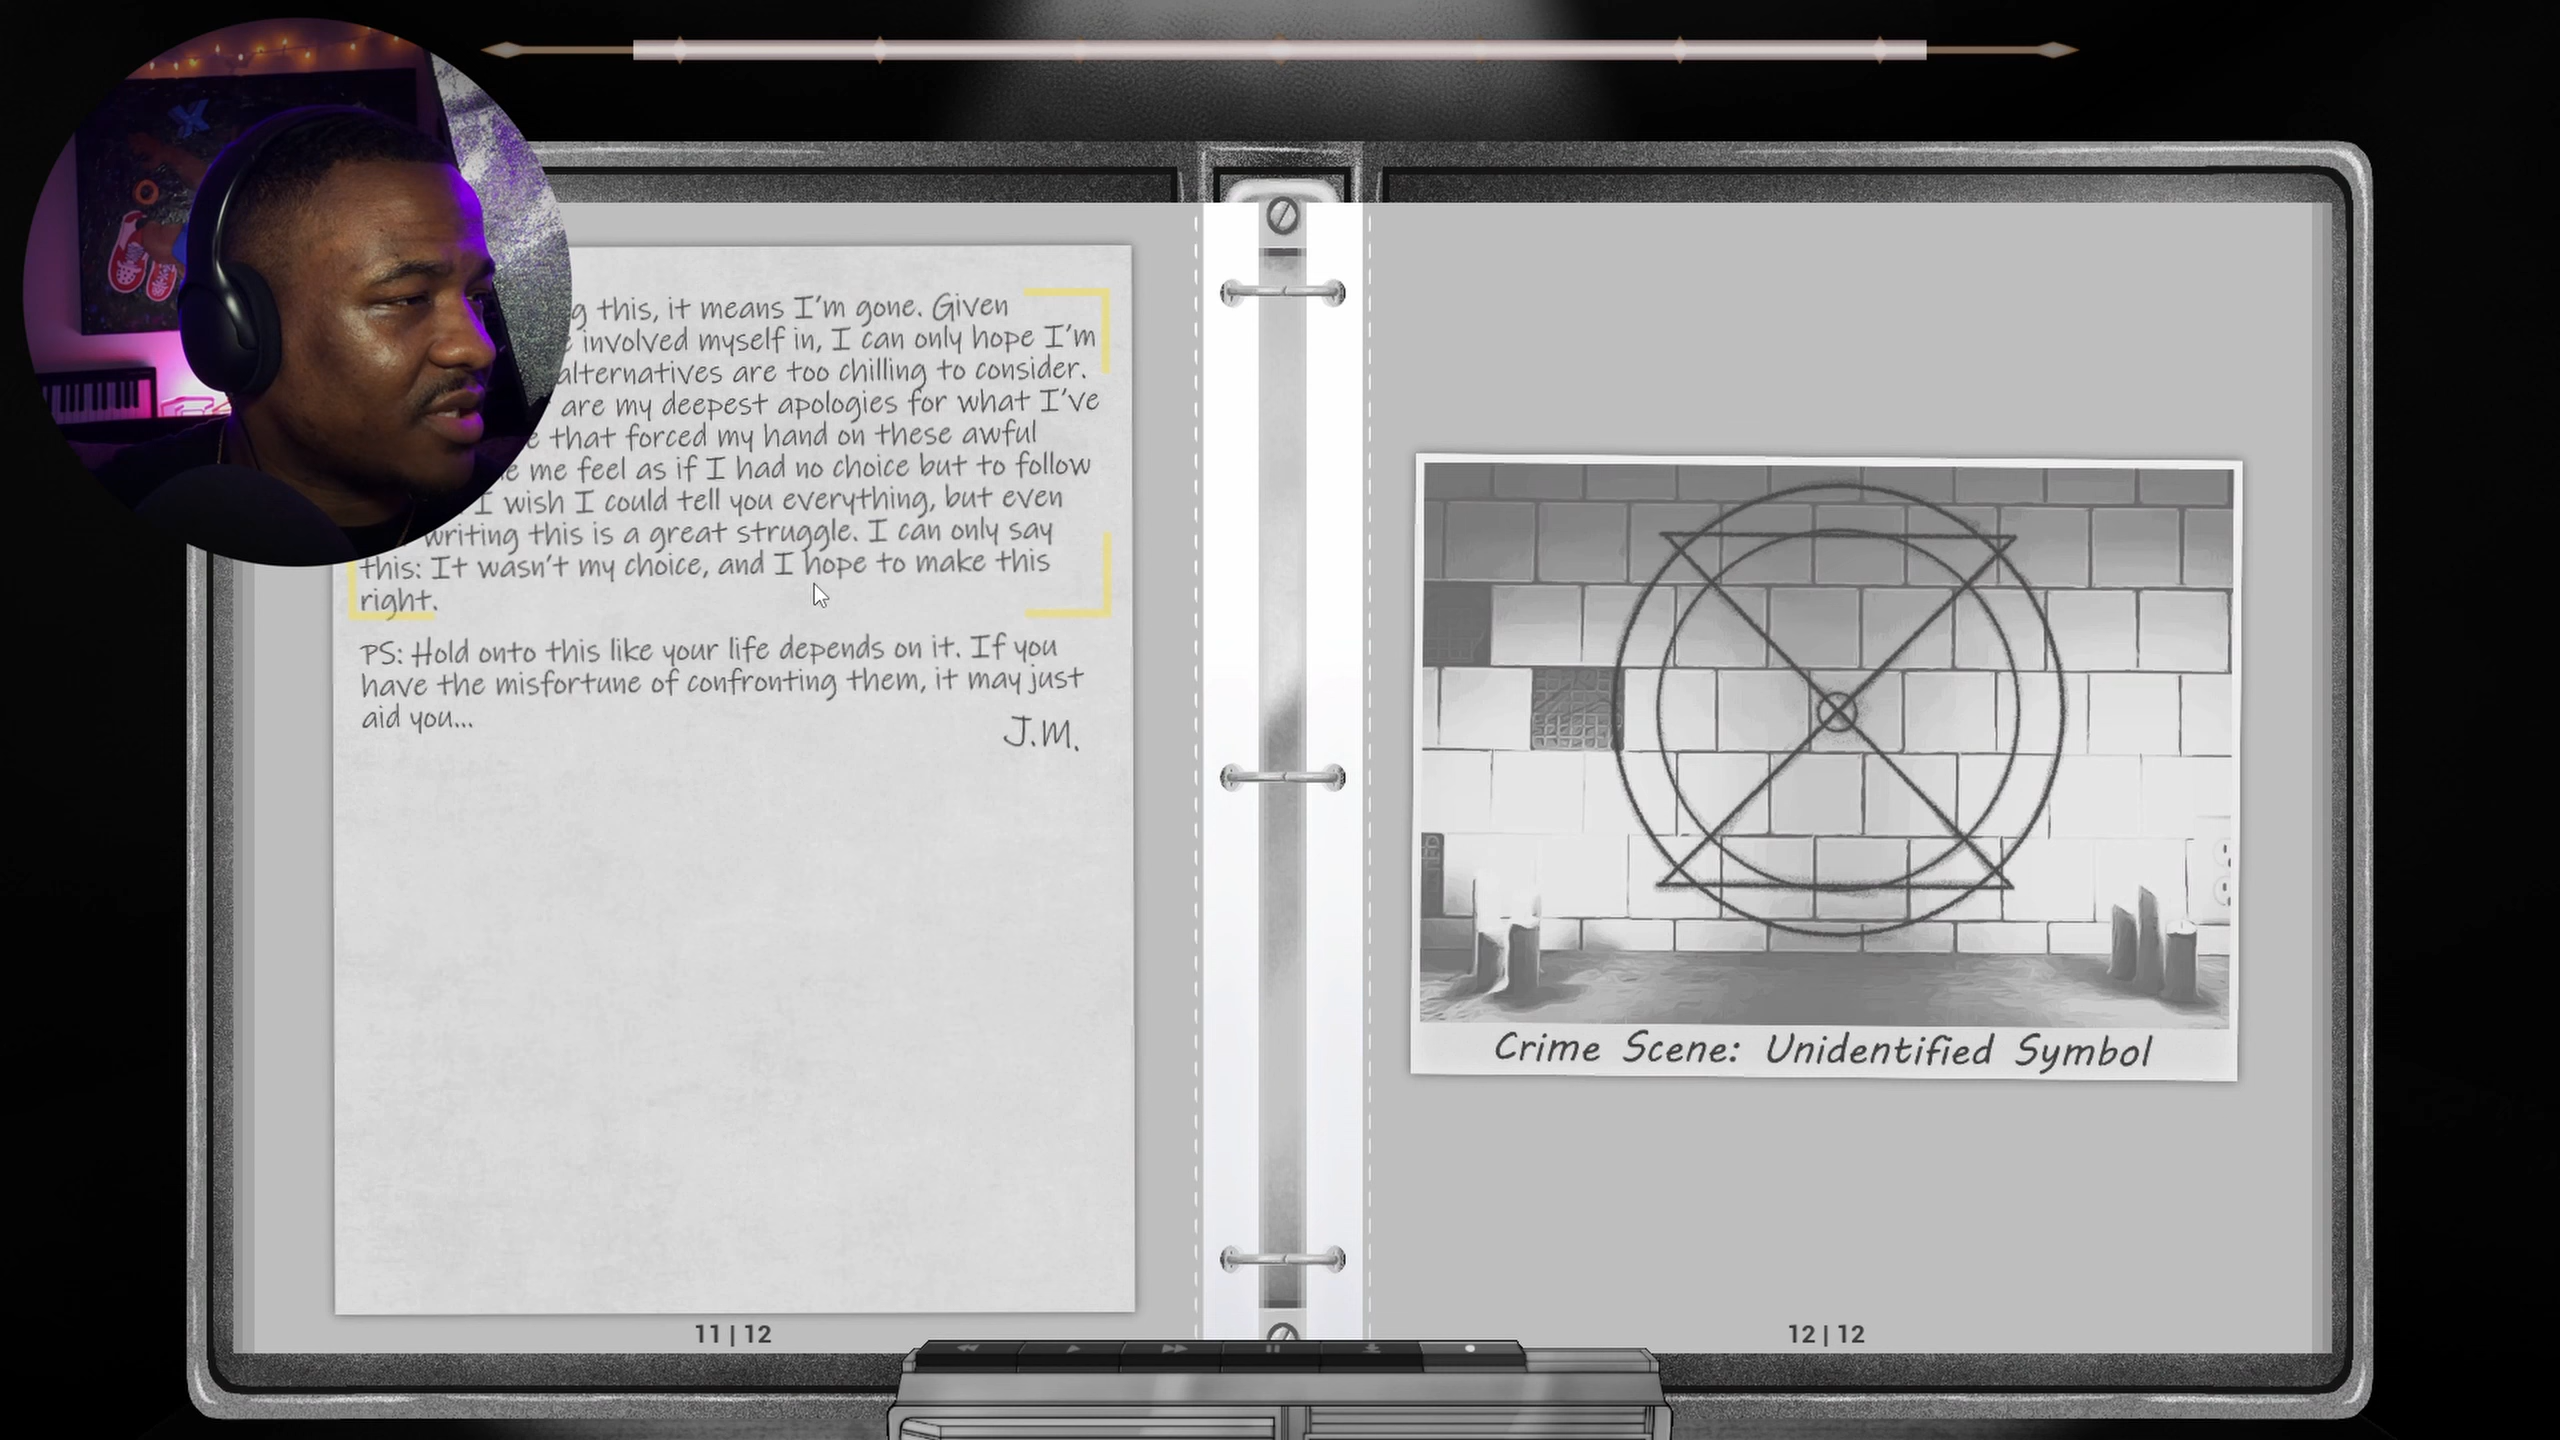 this, it means I'm gone. Given
involved myself in, I can only hope I'm
alternatives are too chilling to consider.
are my deepest apologies for what I've
that forced my hand on these awful
me feel as if I had no choice but to follow
I wish I could tell you everything, but even
writing this is a great struggle. I can only say
this: It wasn't my choice, and I hope to make this
right.
PS: Hold onto this like your life depends on it. If you
have the misfortune of confronting them, it may just
aid you...
J.M.
Crime Scene: Unidentified Symbol
11 | 12
12 | 12